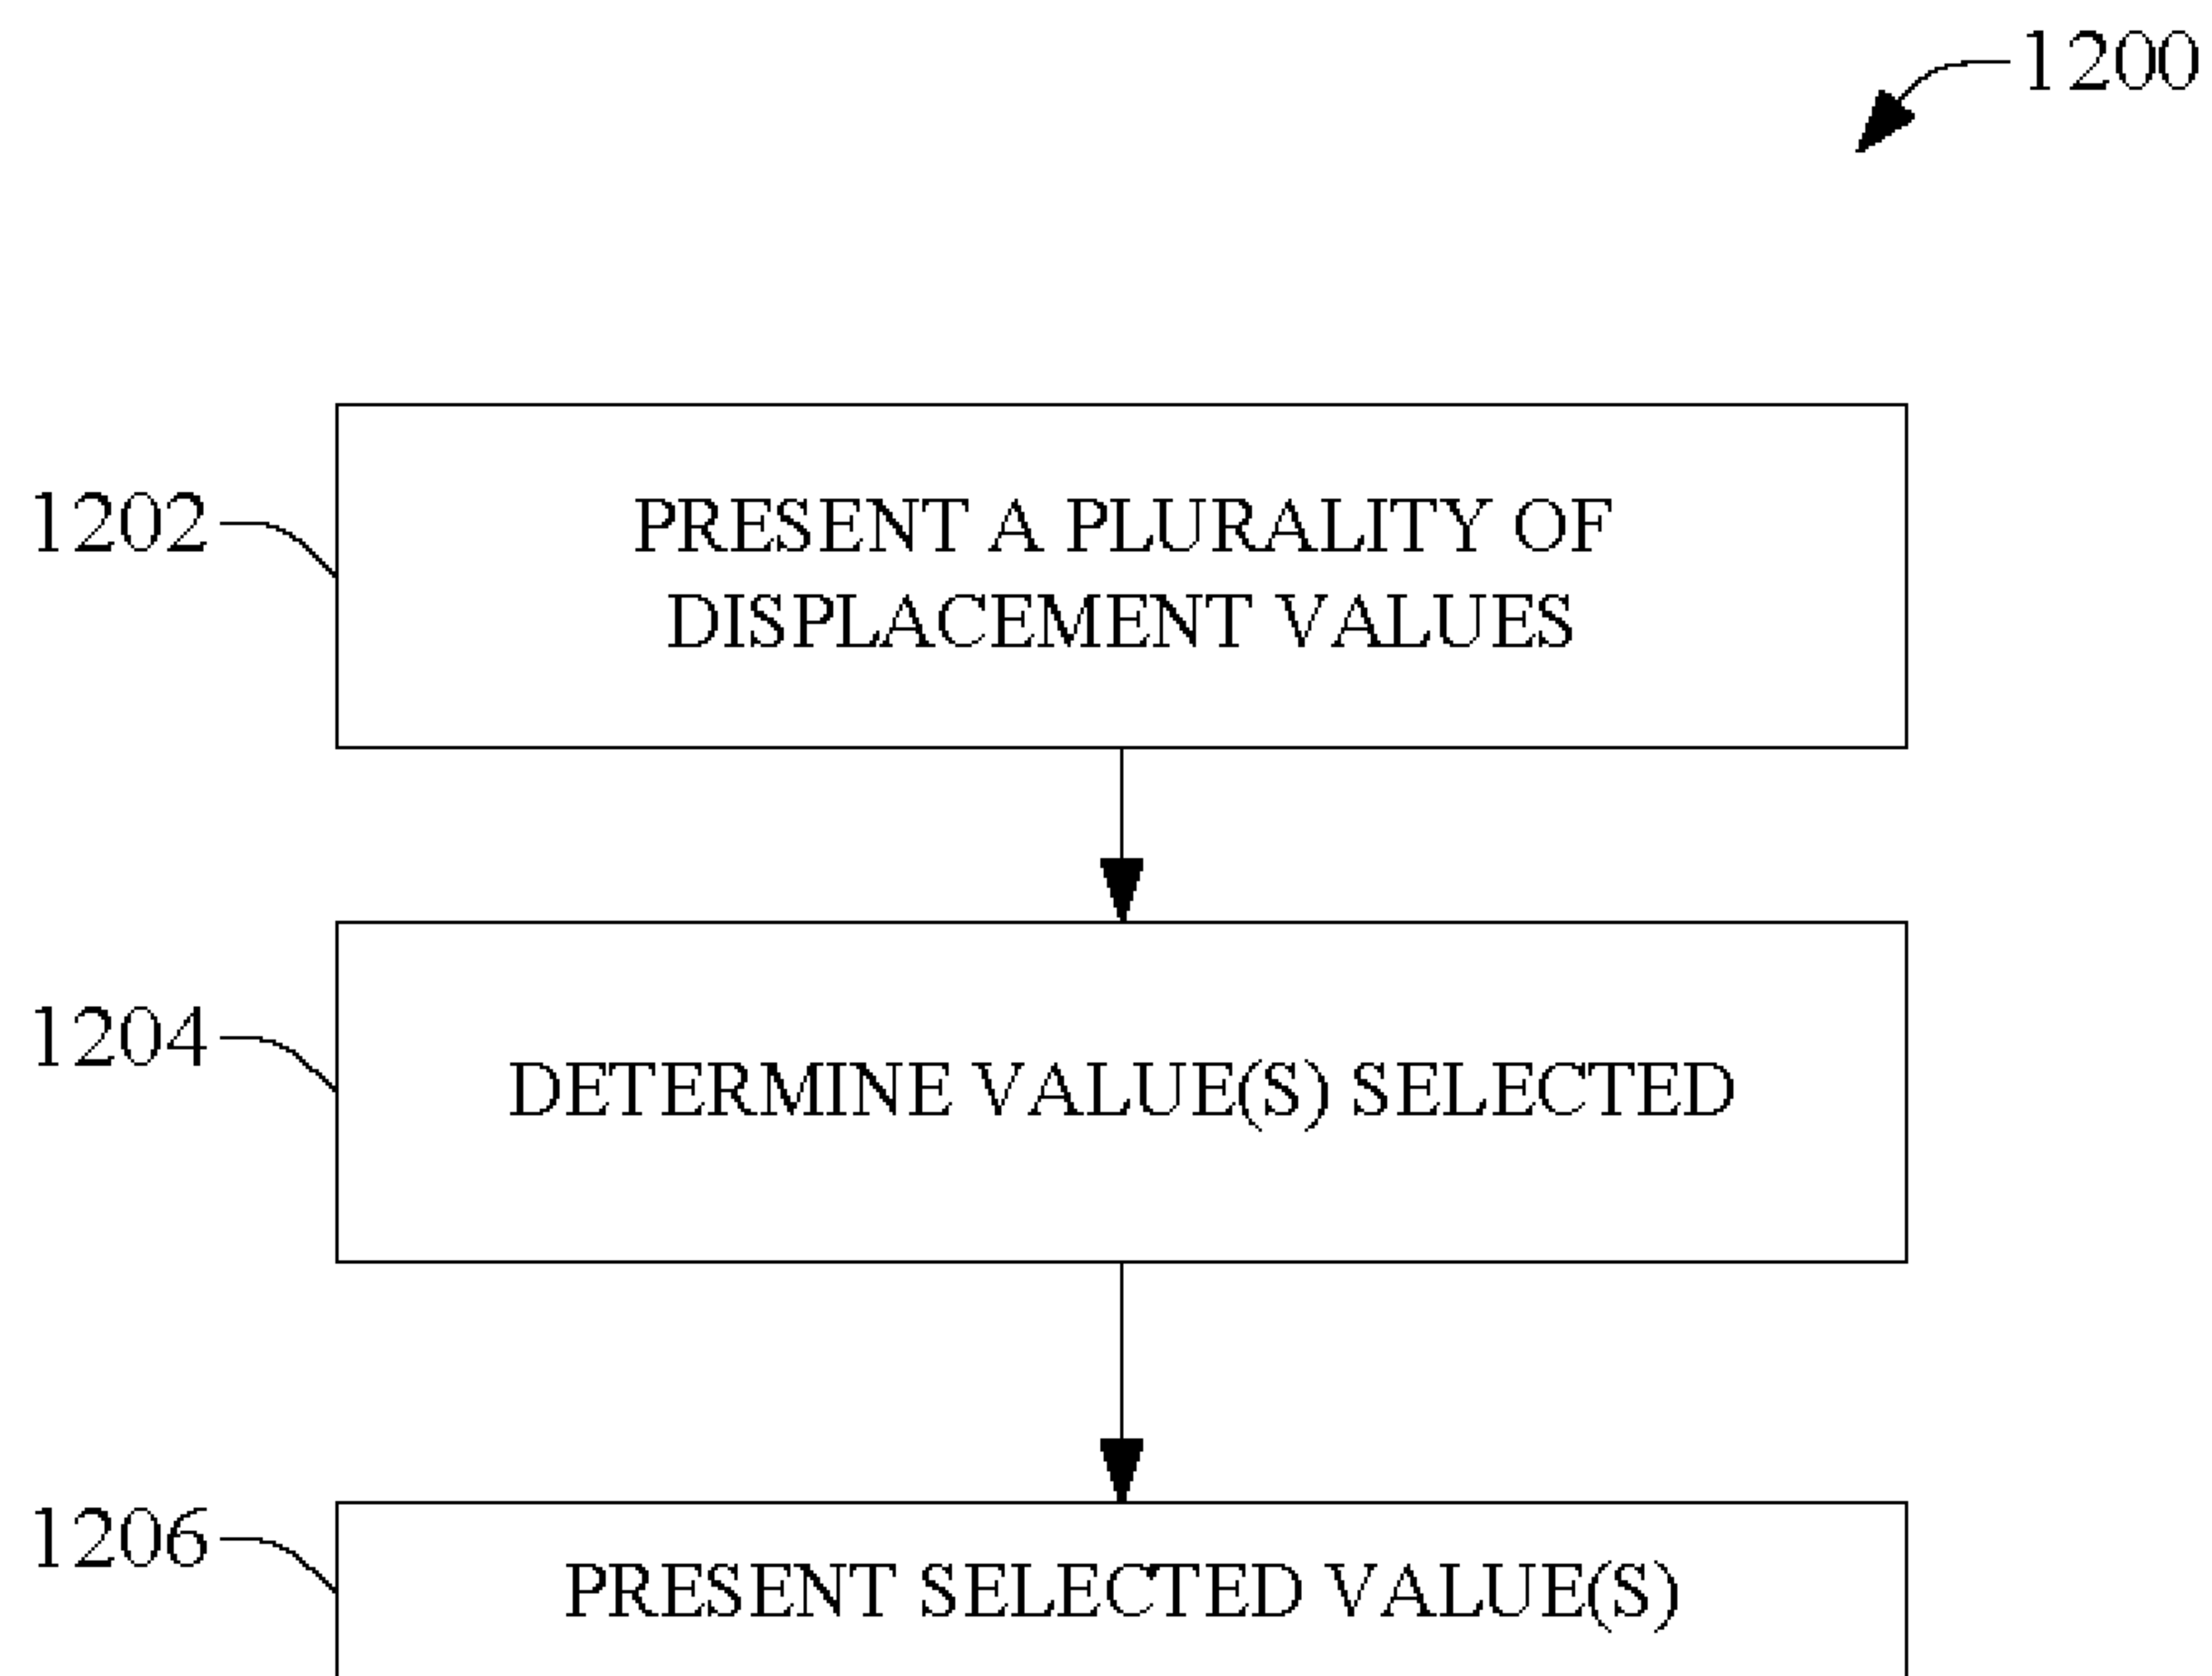 1200
1202
PRESENT A PLURALITY OF
DISPLACEMENT VALUES
1204
DETERMINE VALUE(S) SELECTED
1206
PRESENT SELECTED VALUE(S)